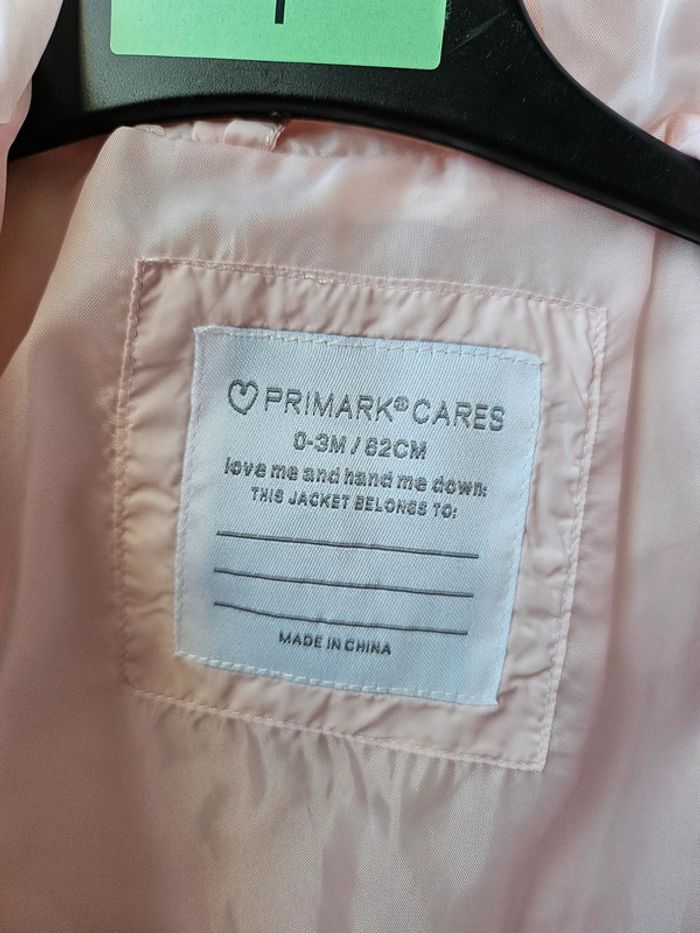 ♡ PRIMARK® CARES
0-3M / 62CM
love me and hand me down:
THIS JACKET BELONGS TO:
MADE IN CHINA